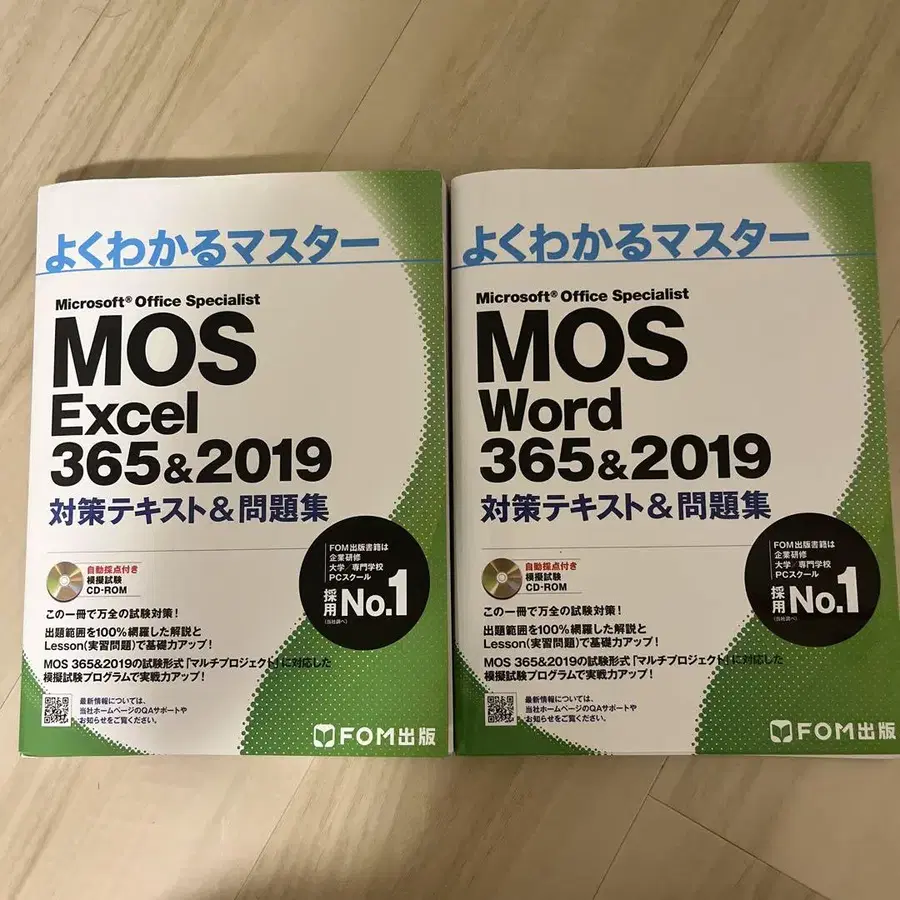 よくわかるマスター
Microsoft® Office Specialist
MOS
Excel
365&2019
対策テキスト&問題集
自動採点付き
模擬試験
CD-ROM
FOM出版書籍は
企業研修
大学/専門学校
PCスクール
採用 No.1
(当社調べ)
この一冊で万全の試験対策!
出題範囲を100%網羅した解説と
Lesson(実習問題)で基礎力アップ!
MOS 365&2019の試験形式「マルチプロジェクト」に対応した
模擬試験プログラムで実戦力アップ!
最新情報については、
当社ホームページのQAサポートや
お知らせをご覧ください。
FOM出版
よくわかるマスター
Microsoft® Office Specialist
MOS
Word
365&2019
対策テキスト&問題集
自動採点付き
模擬試験
CD-ROM
FOM出版書籍は
企業研修
大学/専門学校
PCスクール
採用 No.1
(当社調べ)
この一冊で万全の試験対策!
出題範囲を100%網羅した解説と
Lesson(実習問題)で基礎力アップ!
MOS 365&2019の試験形式「マルチプロジェクト」に対応した
模擬試験プログラムで実戦力アップ!
最新情報については、
当社ホームページのQAサポートや
お知らせをご覧ください。
FOM出版